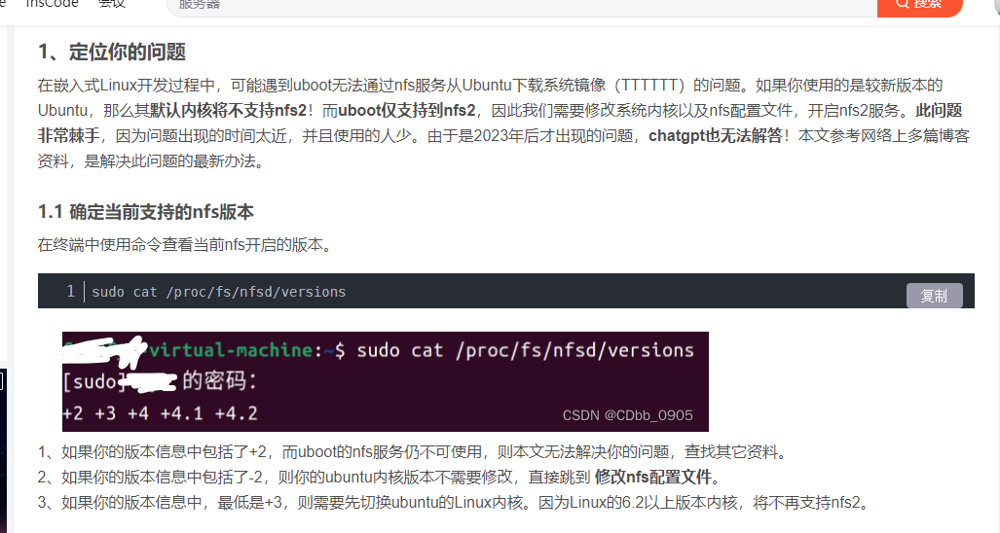 InsCode 会议 服务器 搜索
1、定位你的问题
在嵌入式Linux开发过程中，可能遇到uboot无法通过nfs服务从Ubuntu下载系统镜像（TTTTTT）的问题。如果你使用的是较新版本的
Ubuntu，那么其默认内核将不支持nfs2！而uboot仅支持到nfs2，因此我们需要修改系统内核以及nfs配置文件，开启nfs2服务。此问题
非常棘手，因为问题出现的时间太近，并且使用的人少。由于是2023年后才出现的问题，chatgpt也无法解答！本文参考网络上多篇博客
资料，是解决此问题的最新办法。
1.1 确定当前支持的nfs版本
在终端中使用命令查看当前nfs开启的版本。
1 sudo cat /proc/fs/nfsd/versions
复制
-virtual-machine:~$ sudo cat /proc/fs/nfsd/versions
[sudo] 的密码：
+2 +3 +4 +4.1 +4.2
CSDN @CDbb_0905
1、如果你的版本信息中包括了+2，而uboot的nfs服务仍不可使用，则本文无法解决你的问题，查找其它资料。
2、如果你的版本信息中包括了-2，则你的ubuntu内核版本不需要修改，直接跳到 修改nfs配置文件。
3、如果你的版本信息中，最低是+3，则需要先切换ubuntu的Linux内核。因为Linux的6.2以上版本内核，将不再支持nfs2。